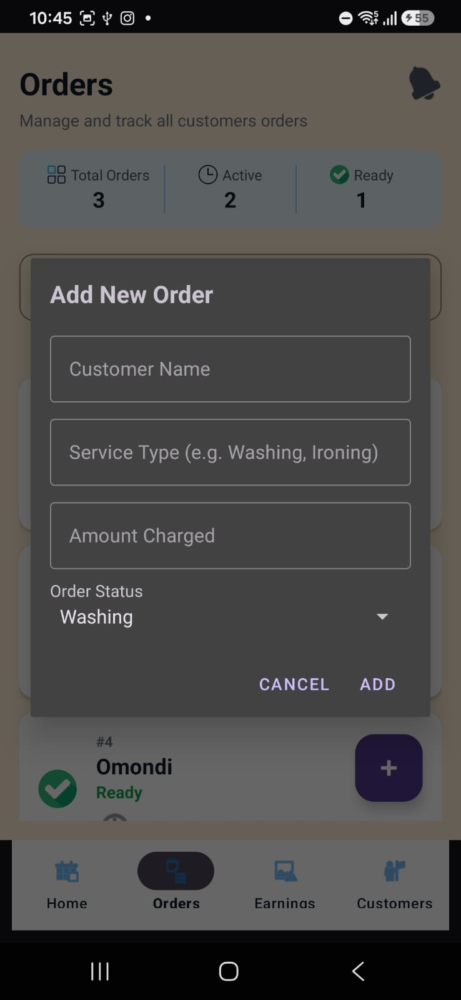 10:45
55
Orders
Manage and track all customers orders
Total Orders
3
Active
2
Ready
1
Add New Order
Customer Name
Service Type (e.g. Washing, Ironing)
Amount Charged
Order Status
Washing
CANCEL ADD
#4
Omondi
Ready
+
Home Orders Earnings Customers